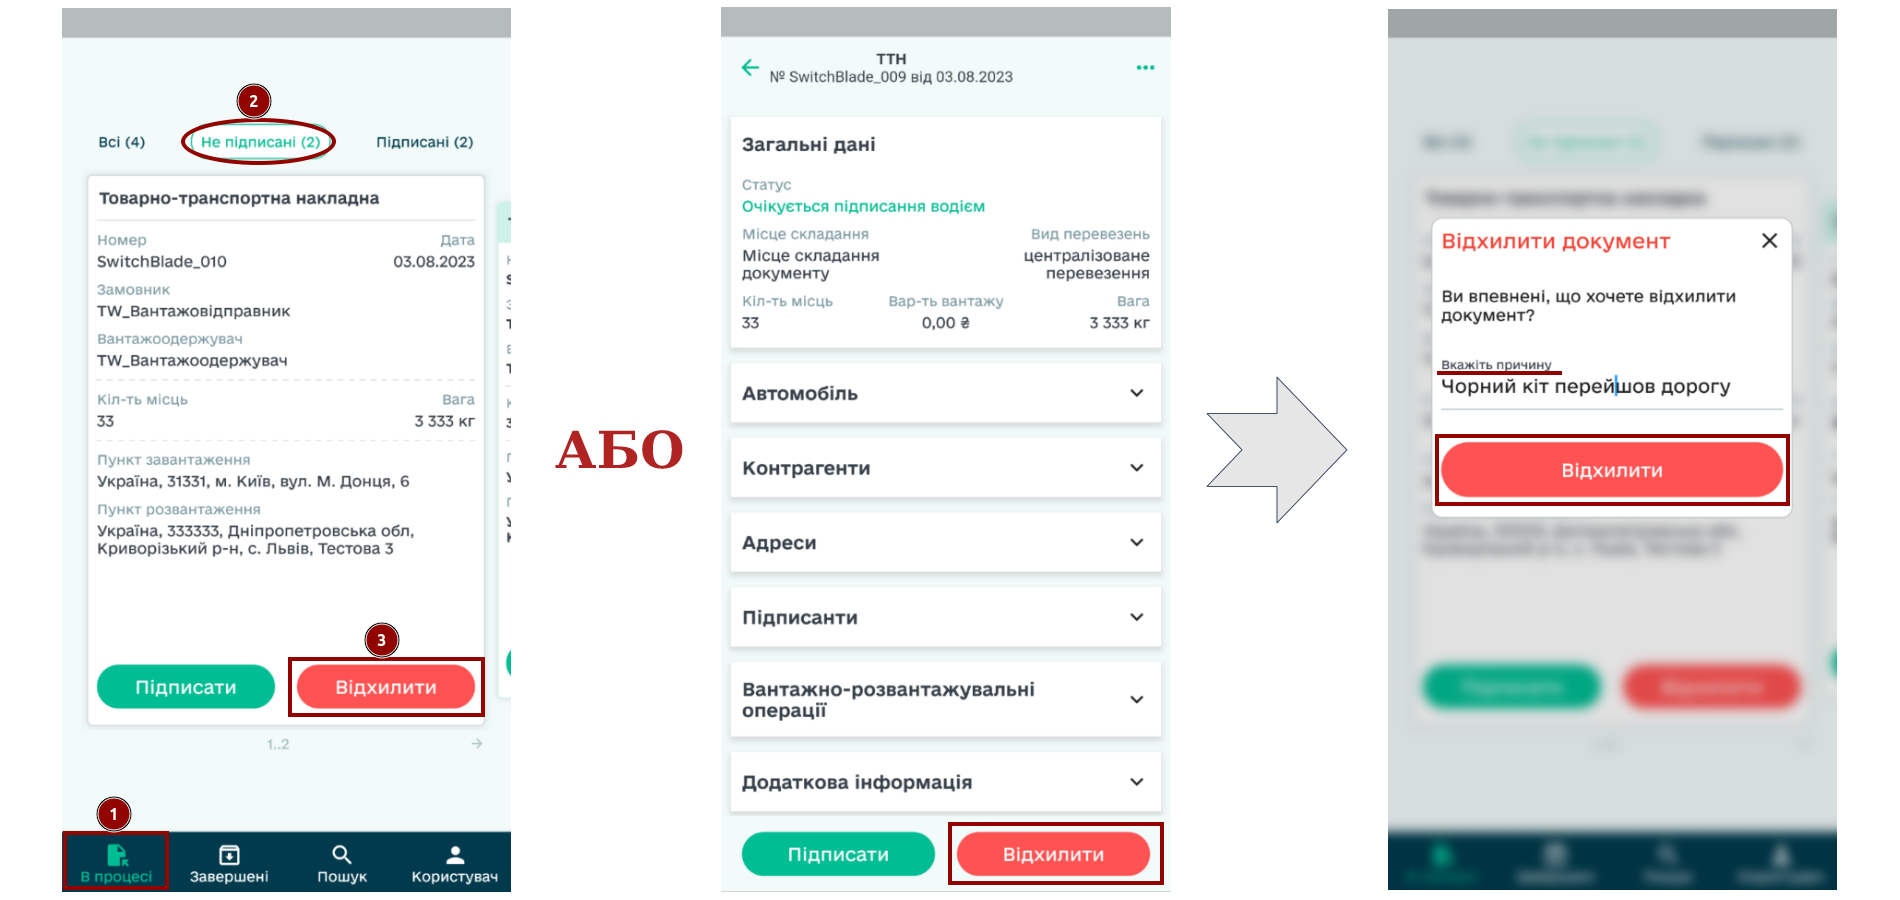 2
Всі (4)
Не підписані (2)
Підписані (2)
Товарно-транспортна накладна
Номер
Дата
SwitchBlade_010
03.08.2023
Замовник
TW_Вантажовідправник
Вантажоодержувач
TW_Вантажоодержувач
Кіл-ть місць
Вага
33
3 333 кг
Пункт завантаження
Україна, 31331, м. Київ, вул. М. Донця, 6
Пункт розвантаження
Україна, 333333, Дніпропетровська обл,
Криворізький р-н, с. Львів, Тестова 3
3
Підписати
Відхилити
1..2
1
В процесі
Завершені
Пошук
Користувач
АБО
ТТН
№ SwitchBlade_009 від 03.08.2023
Загальні дані
Статус
Очікується підписання водієм
Місце складання
Вид перевезень
Місце складання
документу
централізоване
перевезення
Кіл-ть місць
Вар-ть вантажу
Вага
33
0,00 ₴
3 333 кг
Автомобіль
Контрагенти
Адреси
Підписанти
Вантажно-розвантажувальні
операції
Додаткова інформація
Підписати
Відхилити
Відхилити документ
Ви впевнені, що хочете відхилити
документ?
Вкажіть причину
Чорний кіт перейшов дорогу
Відхилити